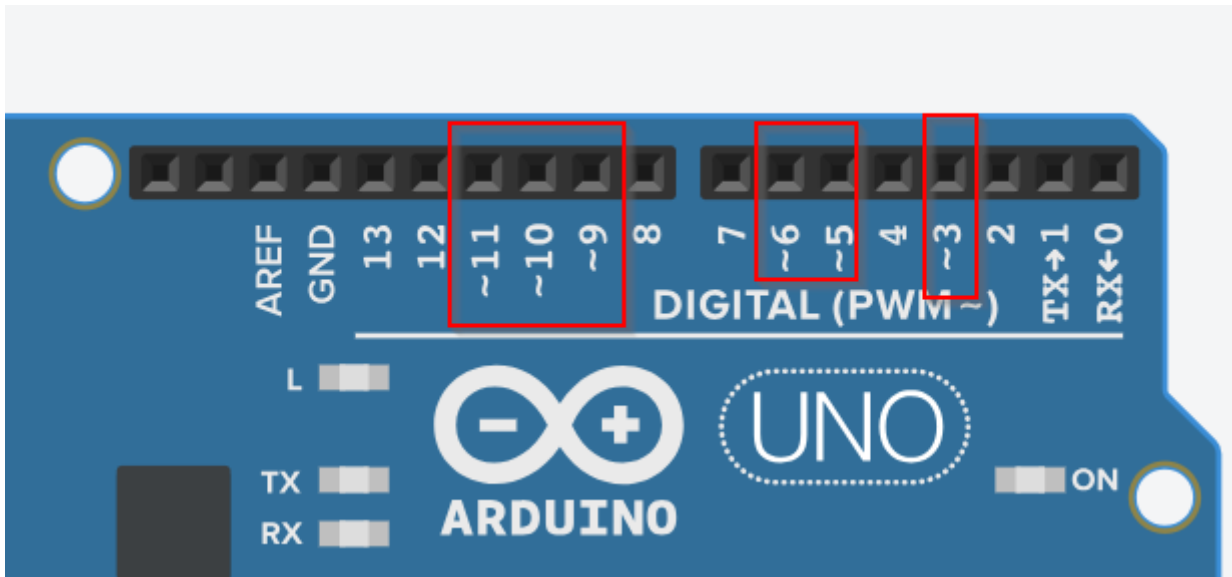 AREF GND 13 12 ~11 ~10 ~9 8 7 ~6 ~5 4 ~3 2 TX→1 RX←0
DIGITAL (PWM ~)
L
UNO
TX
ON
RX
ARDUINO